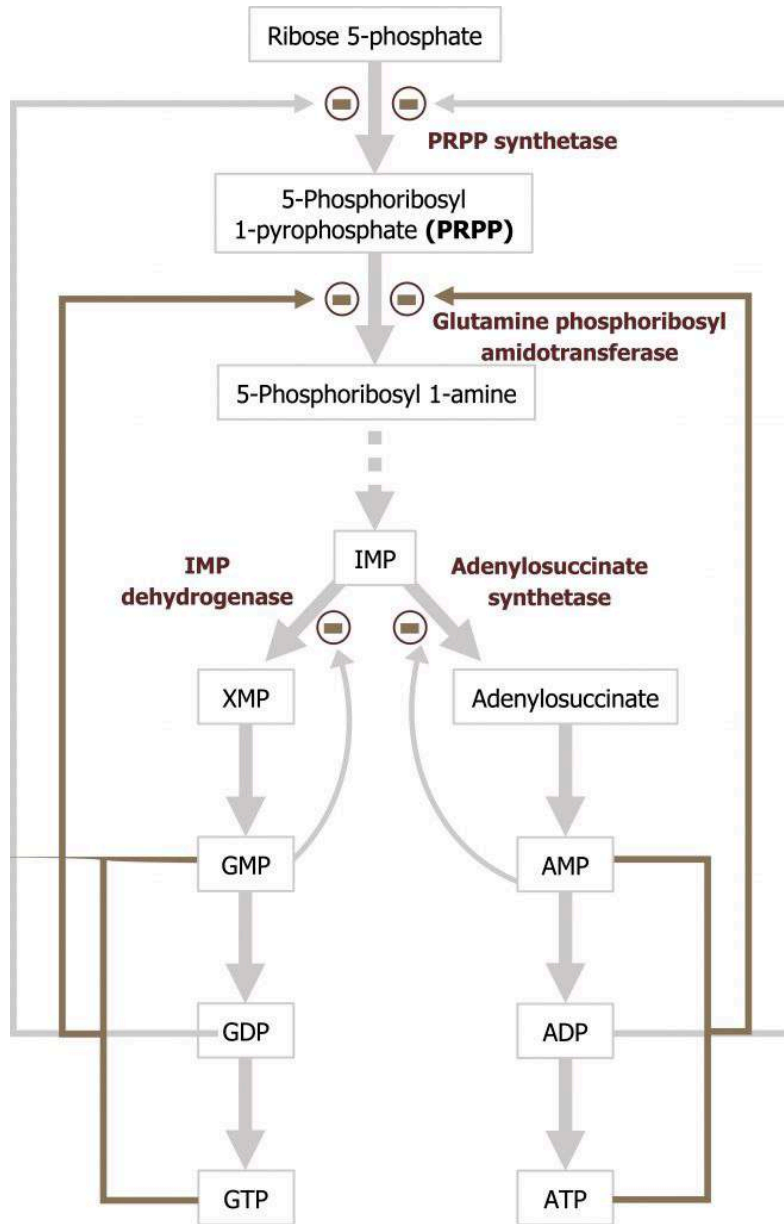 Ribose 5-phosphate
PRPP synthetase
5-Phosphoribosyl
1-pyrophosphate (PRPP)
Glutamine phosphoribosyl
amidotransferase
5-Phosphoribosyl 1-amine
IMP
IMP
dehydrogenase
Adenylosuccinate
synthetase
XMP
Adenylosuccinate
GMP
AMP
GDP
ADP
GTP
ATP